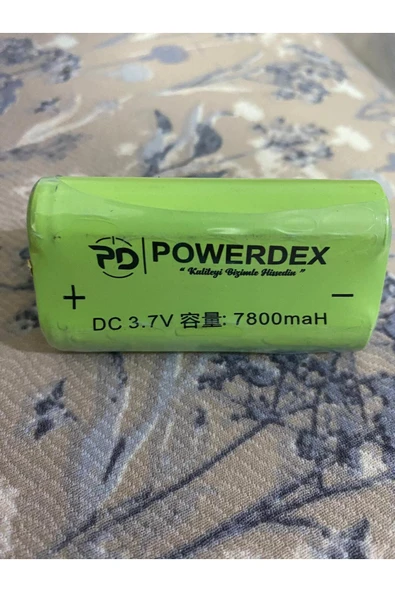 PD | POWERDEX
“ Kaliteyi Bizimle Hissedin ”
+ −
DC 3.7V 容量: 7800maH